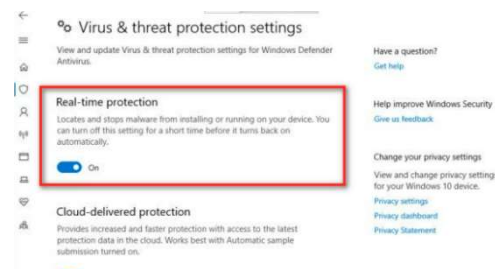 Virus & threat protection settings
View and update Virus & threat protection settings for Windows Defender
Antivirus.
Real-time protection
Locates and stops malware from installing or running on your device. You
can turn off this setting for a short time before it turns back on
automatically.
On
Cloud-delivered protection
Provides increased and faster protection with access to the latest
protection data in the cloud. Works best with Automatic sample
submission turned on.
Have a question?
Get help
Help improve Windows Security
Give us feedback
Change your privacy settings
View and change privacy setting
for your Windows 10 device.
Privacy settings
Privacy dashboard
Privacy Statement